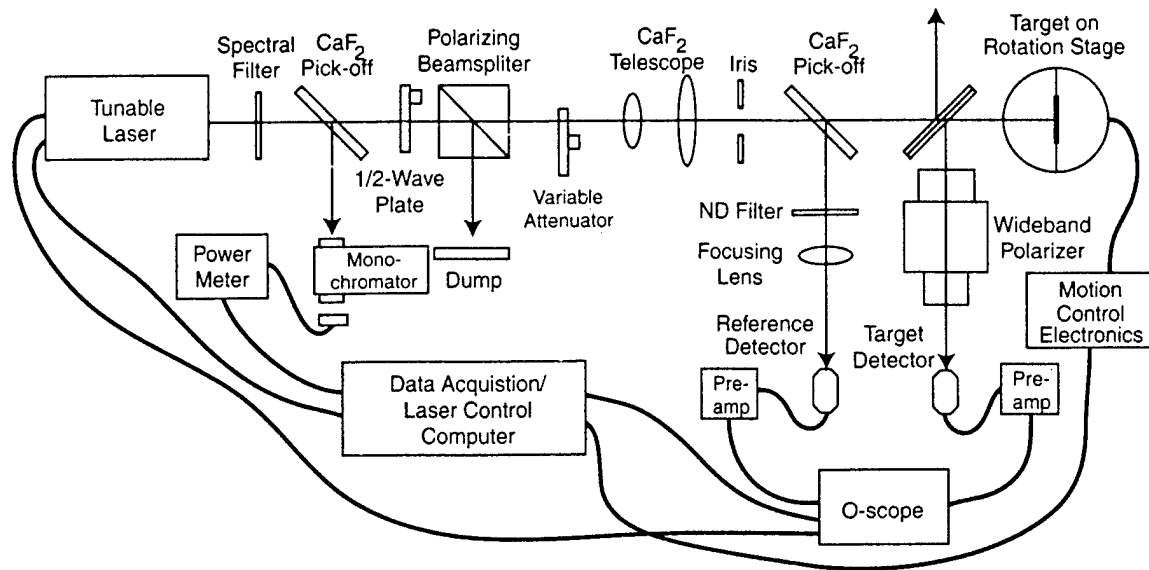 Tunable
Laser
Spectral
Filter
CaF2
Pick-off
1/2-Wave
Plate
Polarizing
Beamspliter
Variable
Attenuator
CaF2
Telescope
Iris
CaF2
Pick-off
Target on
Rotation Stage
Power
Meter
Mono-
chromator
Dump
ND Filter
Focusing
Lens
Wideband
Polarizer
Motion
Control
Electronics
Reference
Detector
Target
Detector
Pre-
amp
Pre-
amp
Data Acquistion/
Laser Control
Computer
O-scope